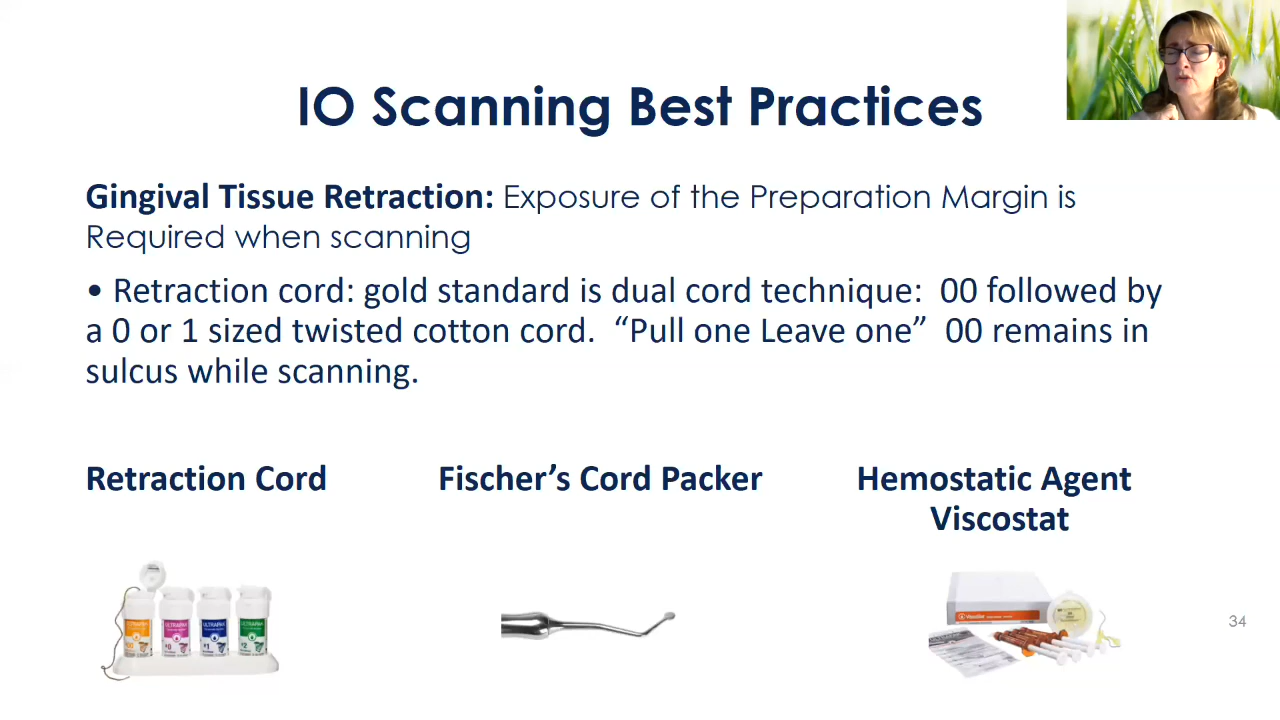 IO Scanning Best Practices
Gingival Tissue Retraction: Exposure of the Preparation Margin is
Required when scanning
• Retraction cord: gold standard is dual cord technique:  00 followed by
a 0 or 1 sized twisted cotton cord.  “Pull one Leave one”  00 remains in
sulcus while scanning.
Retraction Cord
Fischer’s Cord Packer
Hemostatic Agent
Viscostat
34